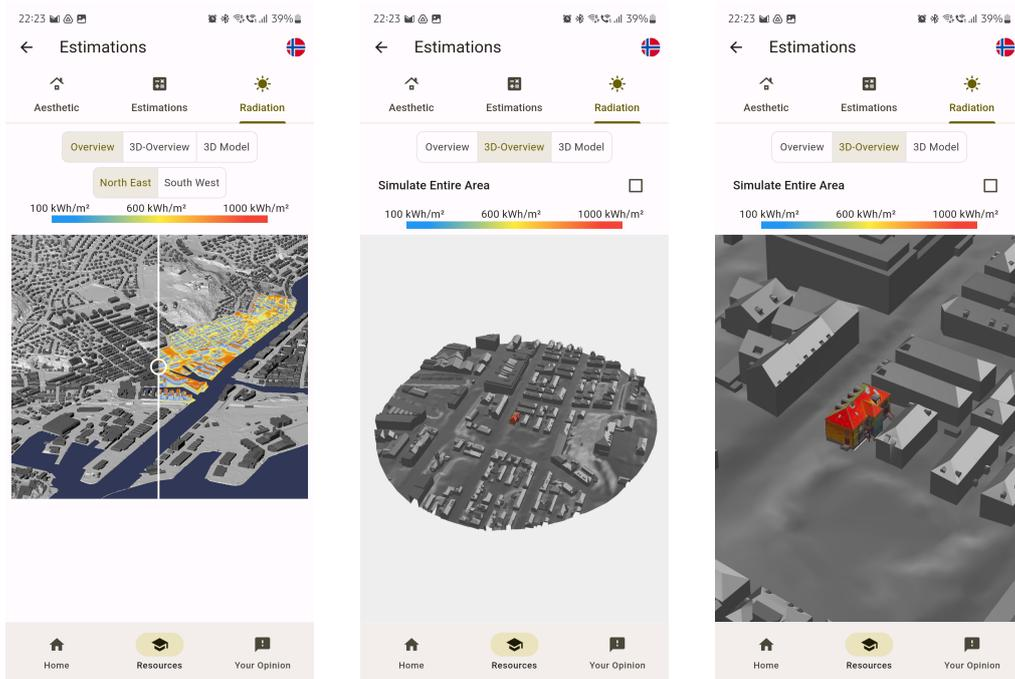 22:23 39%
Estimations
Aesthetic Estimations Radiation
Overview 3D-Overview 3D Model
North East South West
100 kWh/m² 600 kWh/m² 1000 kWh/m²
Home Resources Your Opinion
22:23 39%
Estimations
Aesthetic Estimations Radiation
Overview 3D-Overview 3D Model
Simulate Entire Area
100 kWh/m² 600 kWh/m² 1000 kWh/m²
Home Resources Your Opinion
22:23 39%
Estimations
Aesthetic Estimations Radiation
Overview 3D-Overview 3D Model
Simulate Entire Area
100 kWh/m² 600 kWh/m² 1000 kWh/m²
Home Resources Your Opinion